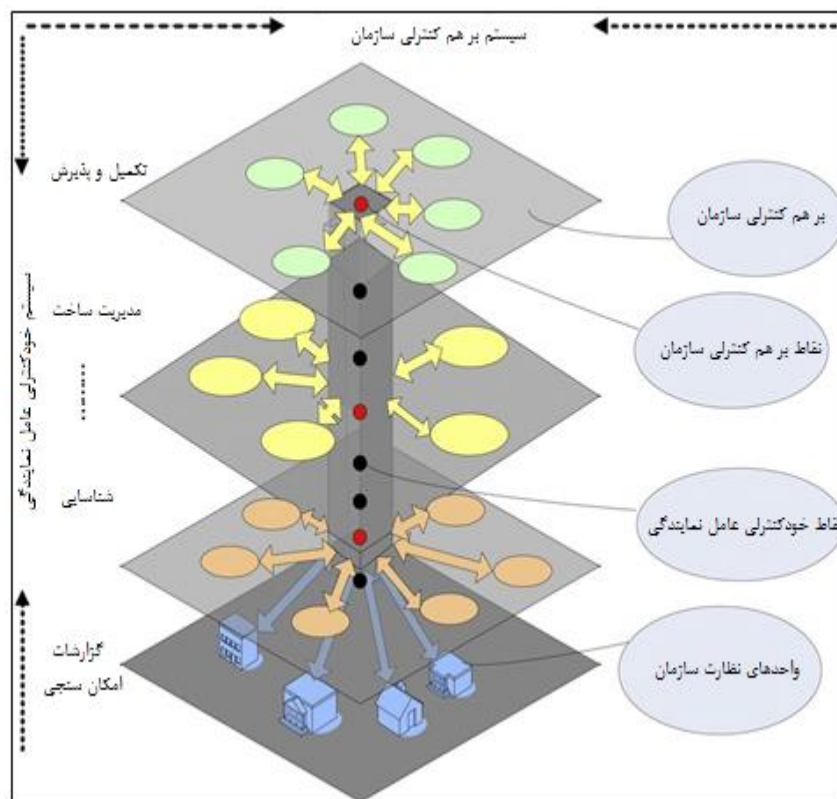 سیستم بر هم کنترلی سازمان
تکمیل و پذیرش
بر هم کنترلی سازمان
مدیریت ساخت
........
نقاط بر هم کنترلی سازمان
سیستم خودکنترلی عامل نمایندگی
شناسایی
قاط خودکنترلی عامل نمایندگی
گزارشات
امکان سنجی
واحدهای نظارت سازمان